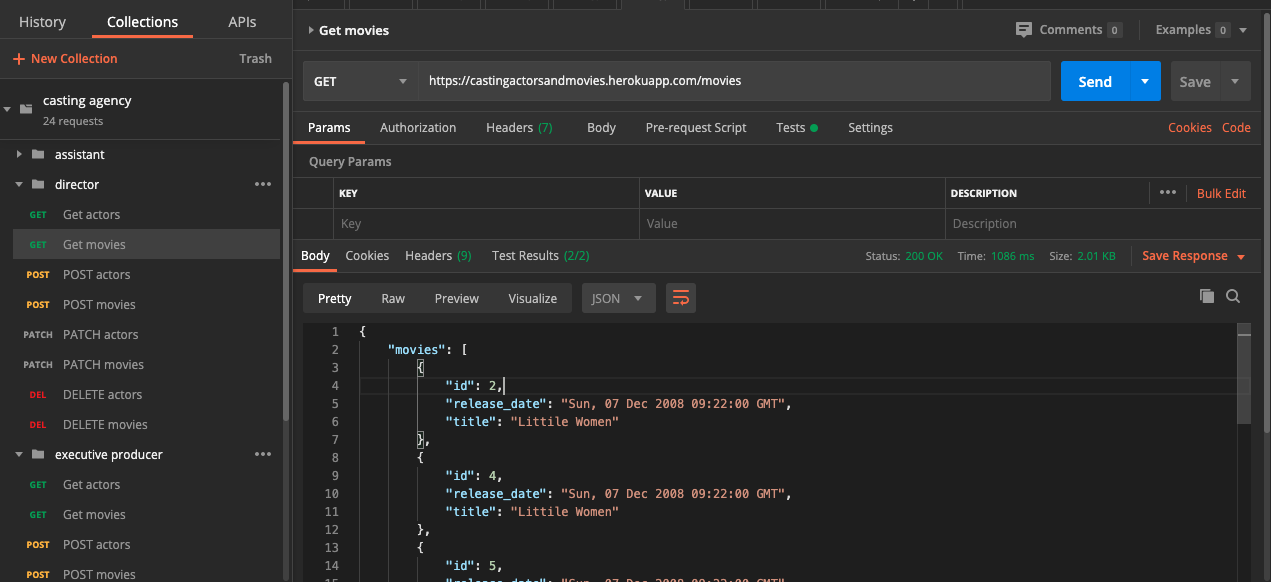 History Collections APIs
+ New Collection Trash
casting agency
24 requests
assistant
director
GET Get actors
GET Get movies
POST POST actors
POST POST movies
PATCH PATCH actors
PATCH PATCH movies
DEL DELETE actors
DEL DELETE movies
executive producer
GET Get actors
GET Get movies
POST POST actors
POST POST movies
Get movies Comments 0 Examples 0
GET https://castingactorsandmovies.herokuapp.com/movies Send Save
Params Authorization Headers (7) Body Pre-request Script Tests Settings Cookies Code
Query Params
KEY VALUE DESCRIPTION Bulk Edit
Key Value Description
Body Cookies Headers (9) Test Results (2/2) Status: 200 OK Time: 1086 ms Size: 2.01 KB Save Response
Pretty Raw Preview Visualize JSON
1 {
2 "movies": [
3 {
4 "id": 2,
5 "release_date": "Sun, 07 Dec 2008 09:22:00 GMT",
6 "title": "Littile Women"
7 },
8 {
9 "id": 4,
10 "release_date": "Sun, 07 Dec 2008 09:22:00 GMT",
11 "title": "Littile Women"
12 },
13 {
14 "id": 5,